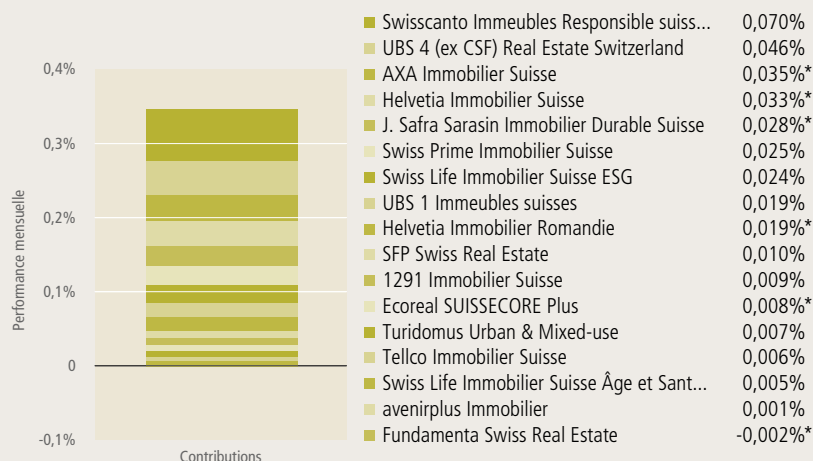 Swisscanto Immeubles Responsible suiss... 0,070%
UBS 4 (ex CSF) Real Estate Switzerland 0,046%
AXA Immobilier Suisse 0,035%*
Helvetia Immobilier Suisse 0,033%*
J. Safra Sarasin Immobilier Durable Suisse 0,028%*
Swiss Prime Immobilier Suisse 0,025%
Swiss Life Immobilier Suisse ESG 0,024%
UBS 1 Immeubles suisses 0,019%
Helvetia Immobilier Romandie 0,019%*
SFP Swiss Real Estate 0,010%
1291 Immobilier Suisse 0,009%
Ecoreal SUISSECORE Plus 0,008%*
Turidomus Urban & Mixed-use 0,007%
Tellco Immobilier Suisse 0,006%
Swiss Life Immobilier Suisse Âge et Sant... 0,005%
avenirplus Immobilier 0,001%
Fundamenta Swiss Real Estate -0,002%*
Performance mensuelle
0,4%
0,3%
0,2%
0,1%
0
-0,1%
Contributions